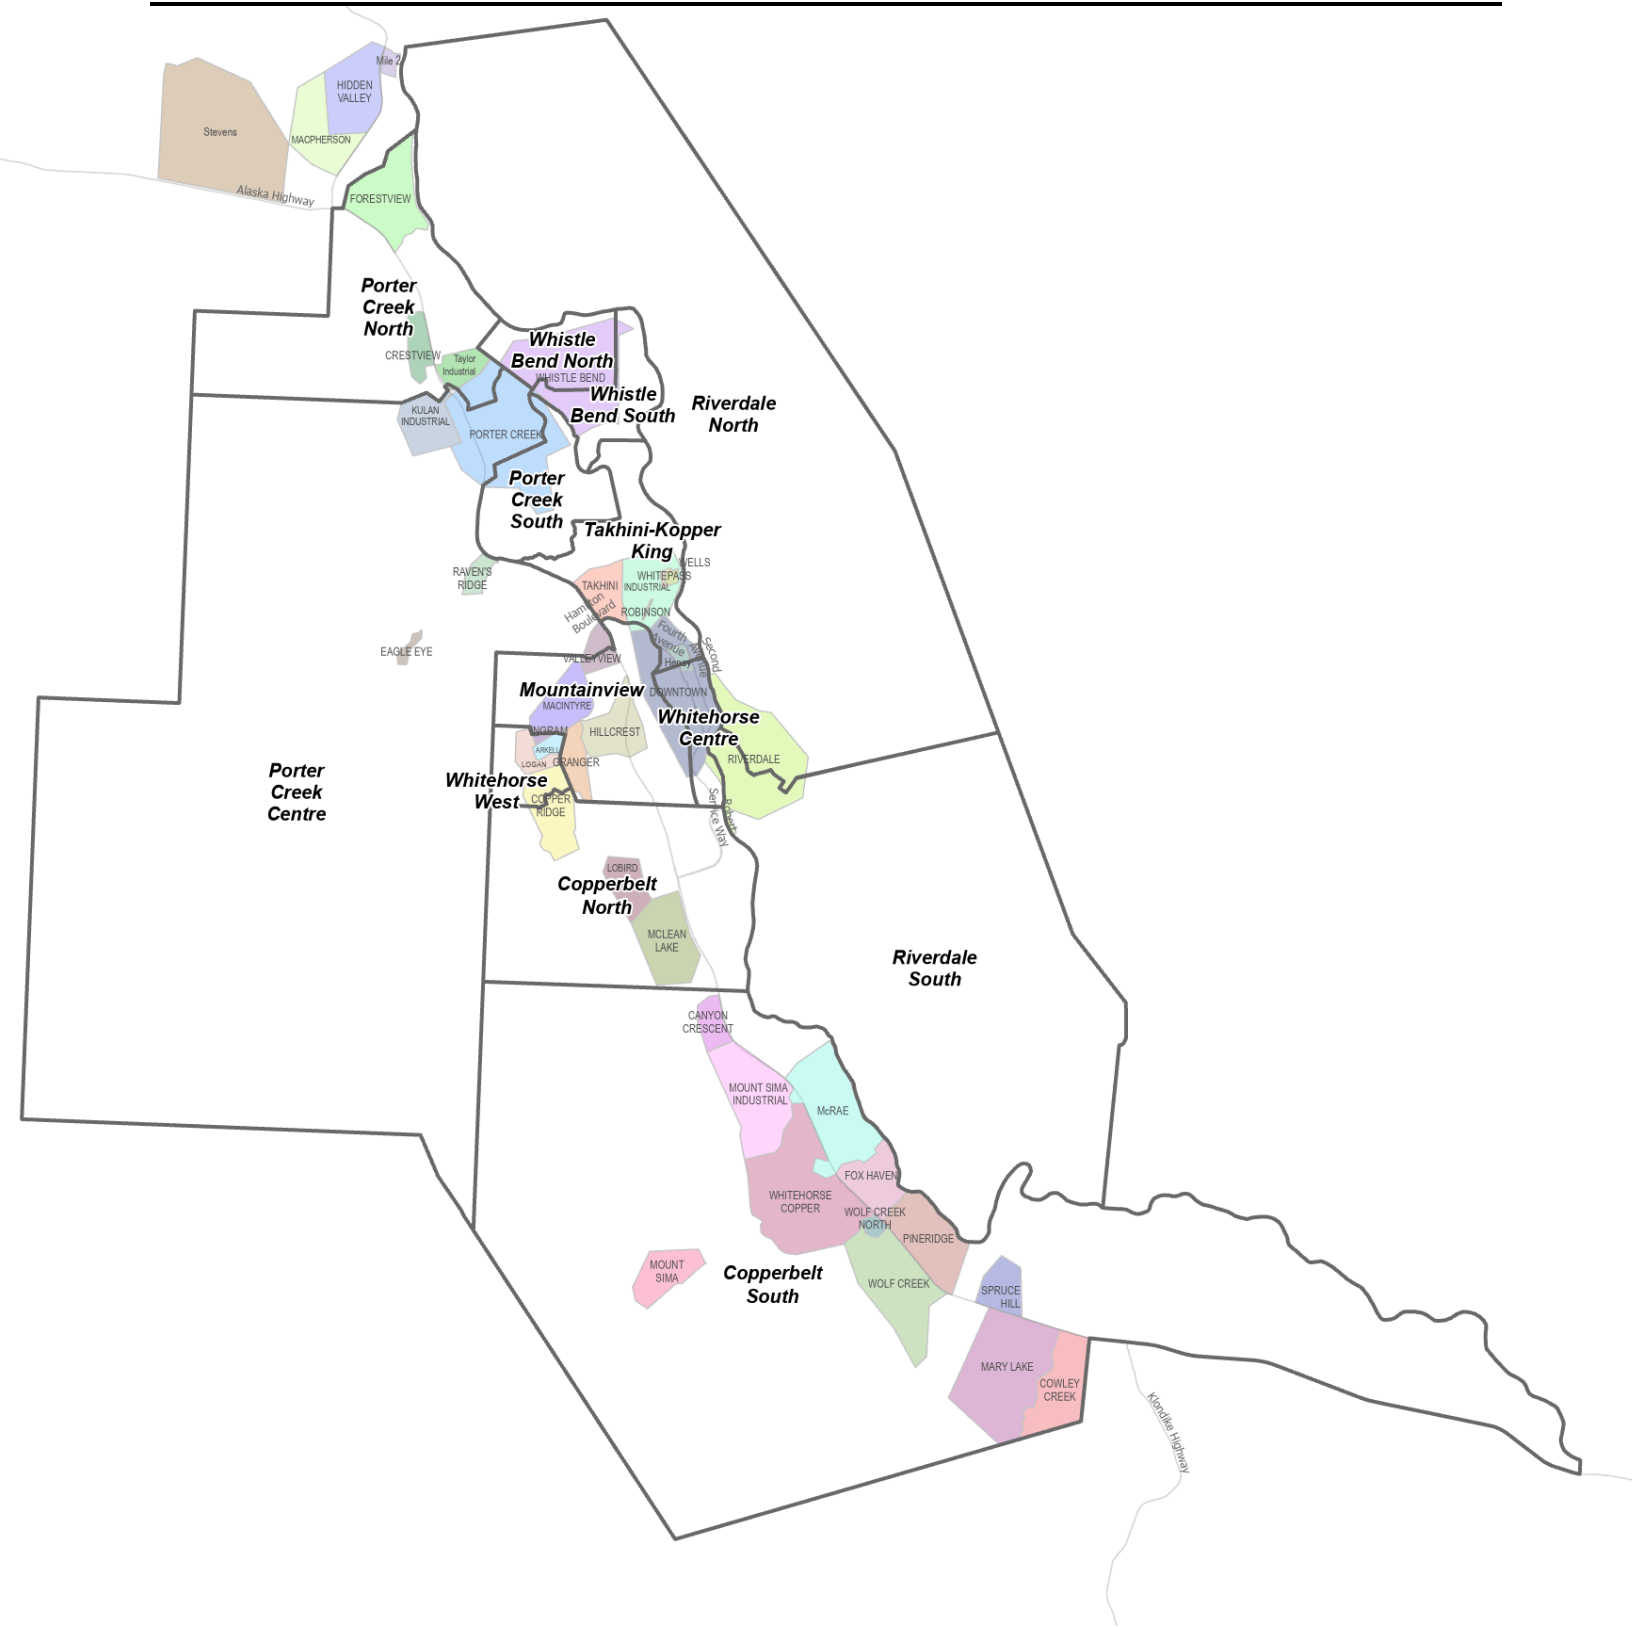 Mile 2
HIDDEN
VALLEY
Stevens
MACPHERSON
Alaska Highway
FORESTVIEW
Porter
Creek
North
CRESTVIEW
Taylor
Industrial
Whistle
Bend North
WHISTLE BEND
Whistle
Bend South
Riverdale
North
KULAN
INDUSTRIAL
PORTER CREEK
Porter
Creek
South
Takhini-Kopper
King
WELLS
RAVEN'S
RIDGE
TAKHINI
WHITEPASS
INDUSTRIAL
ROBINSON
Hamilton
Boulevard
Fourth
Avenue
Second
Avenue
Henry
EAGLE EYE
VALLEYVIEW
Mountainview
DOWNTOWN
MACINTYRE
Whitehorse
Centre
INGRAM
HILLCREST
ARKELL
LOGAN
GRANGER
RIVERDALE
Porter
Creek
Centre
Whitehorse
West
COPPER
RIDGE
Robert
Service Way
LOBIRD
Copperbelt
North
MCLEAN
LAKE
Riverdale
South
CANYON
CRESCENT
MOUNT SIMA
INDUSTRIAL
McRAE
FOX HAVEN
WHITEHORSE
COPPER
WOLF CREEK
NORTH
PINERIDGE
MOUNT
SIMA
Copperbelt
South
WOLF CREEK
SPRUCE
HILL
MARY LAKE
COWLEY
CREEK
Klondike Highway